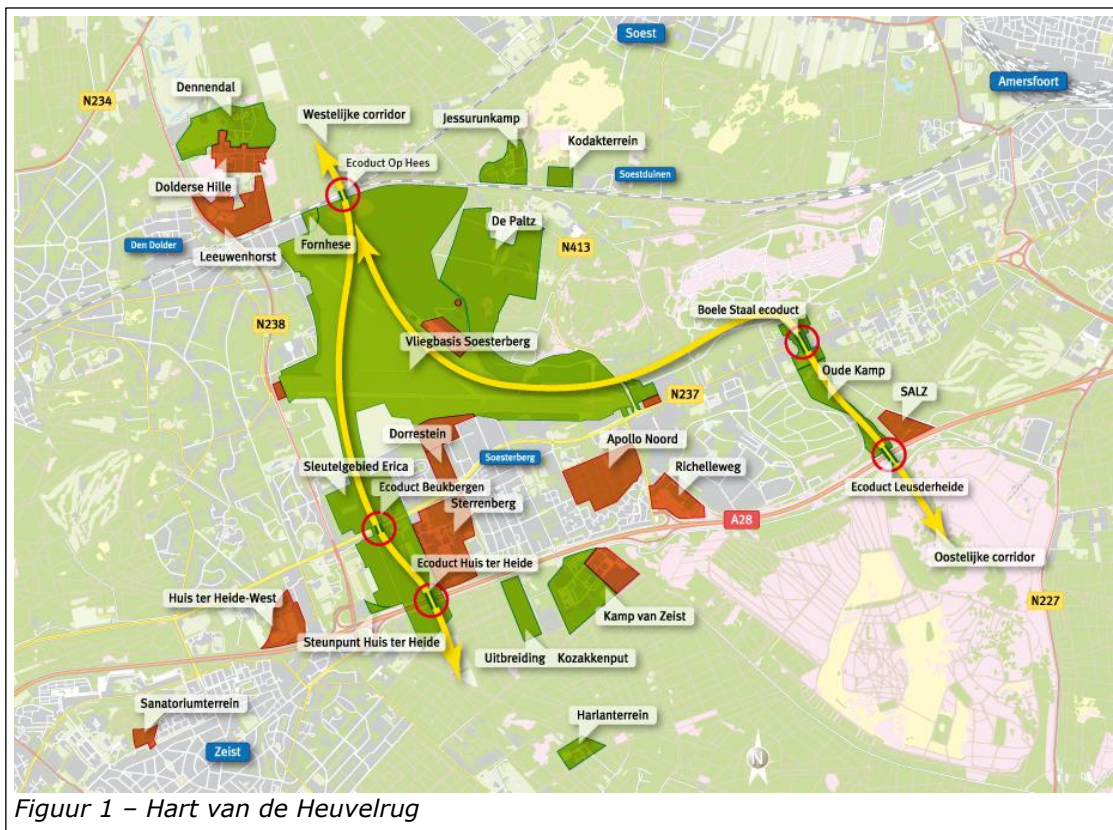 Soest
Amersfoort
N234
Dennendal
Westelijke corridor
Jessurunkamp
Kodakterrein
Ecoduct Op Hees
Soestduinen
Dolderse Hille
De Paltz
Fornhese
N413
Den Dolder
Leeuwenhorst
Boele Staal ecoduct
N238
Vliegbasis Soesterberg
Oude Kamp
N237
SALZ
Dorrestein
Apollo Noord
Soesterberg
Richelleweg
Sleutelgebied Erica
Ecoduct Beukbergen
Ecoduct Leusderheide
Sterrenberg
A28
Oostelijke corridor
Ecoduct Huis ter Heide
Huis ter Heide-West
Kamp van Zeist
N227
Steunpunt Huis ter Heide
Uitbreiding Kozakkenput
Sanatoriumterrein
Harlanterrein
Zeist
N
Figuur 1 – Hart van de Heuvelrug